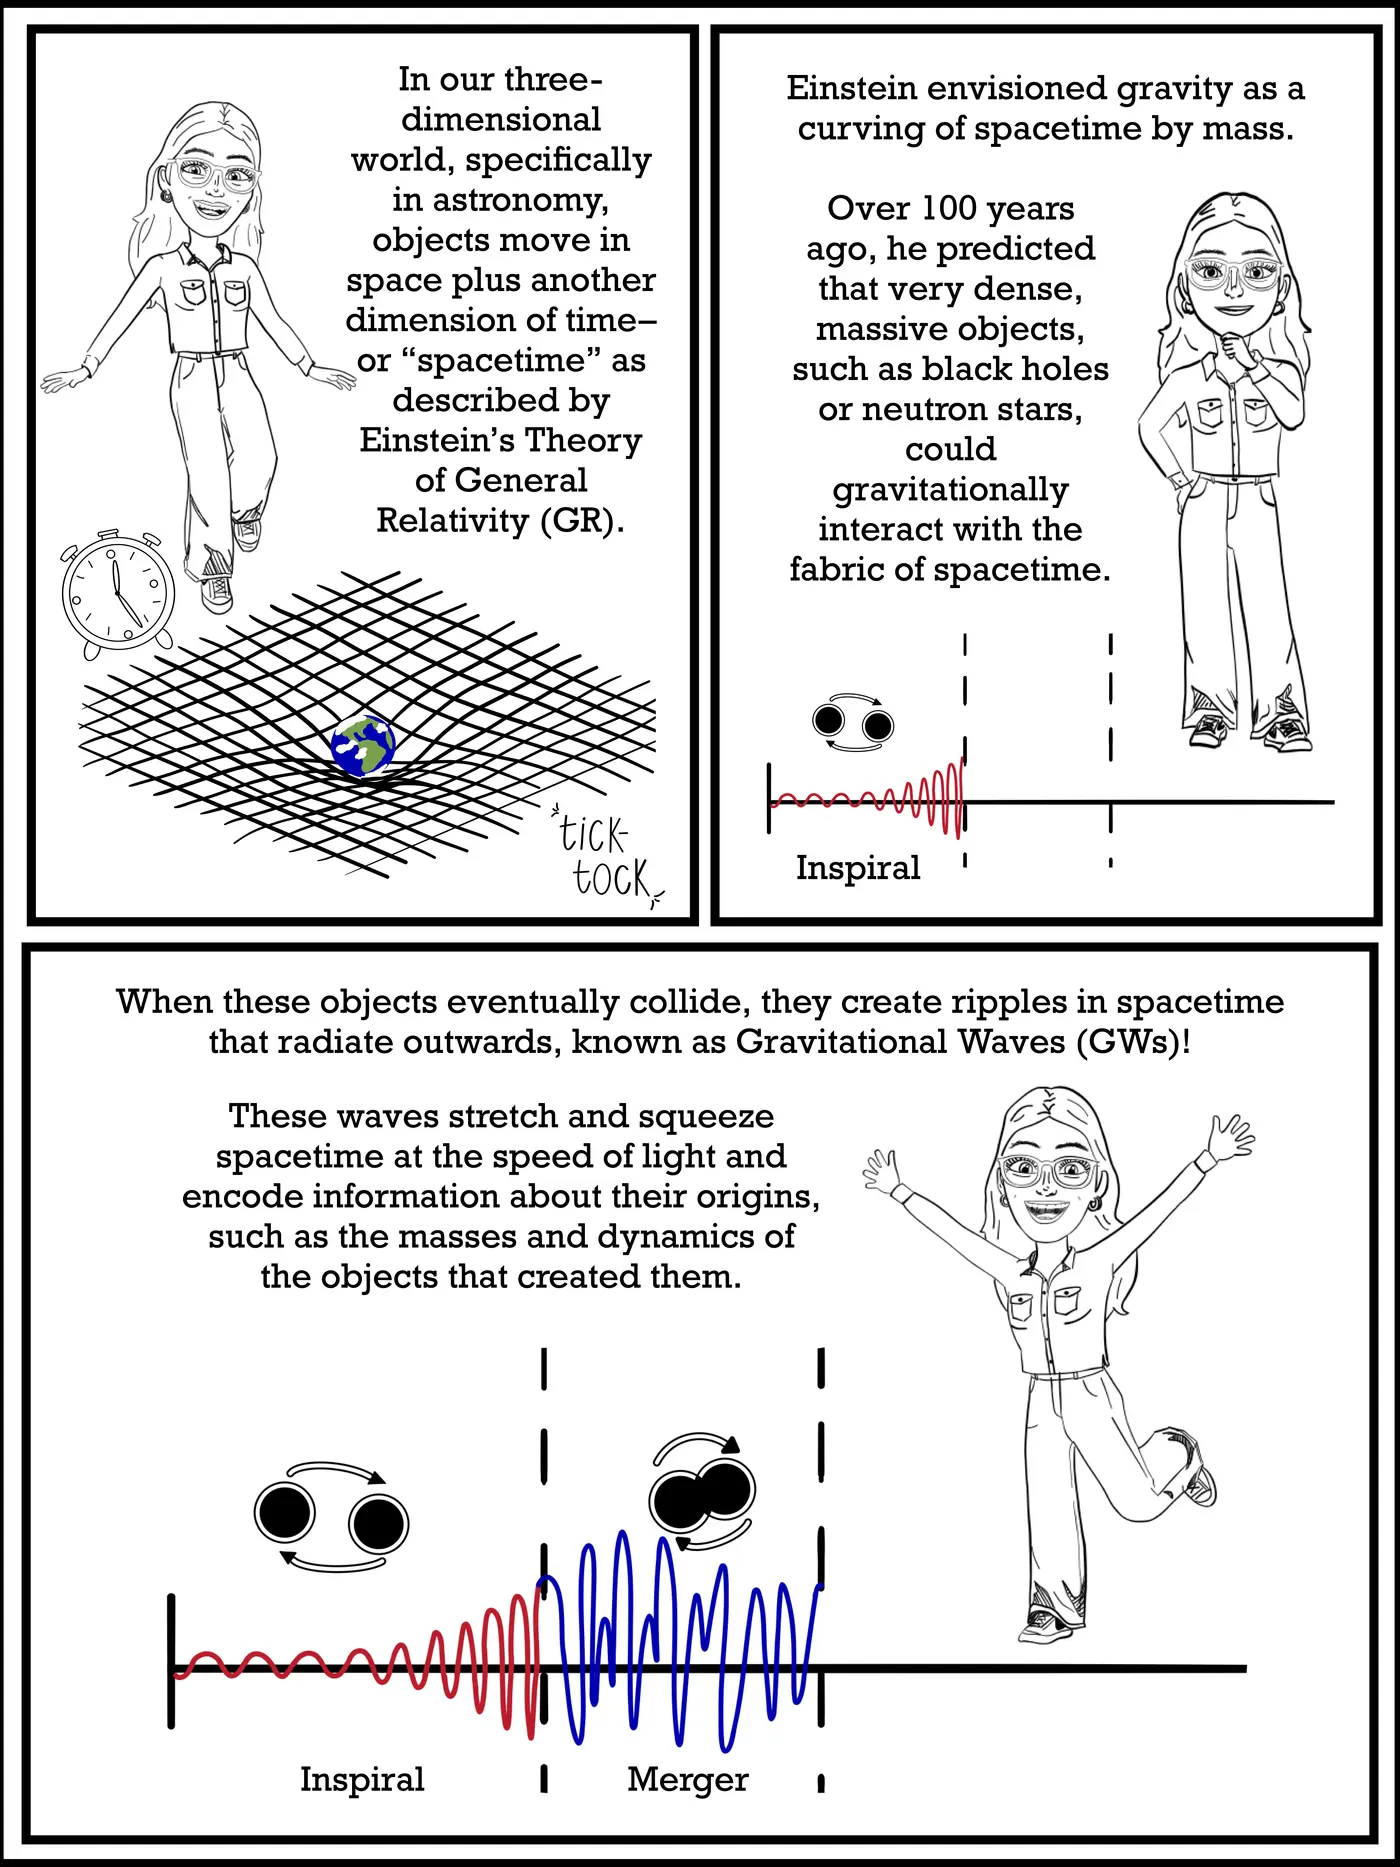 In our three-
dimensional
world, specifically
in astronomy,
objects move in
space plus another
dimension of time—
or “spacetime” as
described by
Einstein’s Theory
of General
Relativity (GR).
tick-
tock
Einstein envisioned gravity as a
curving of spacetime by mass.
Over 100 years
ago, he predicted
that very dense,
massive objects,
such as black holes
or neutron stars,
could
gravitationally
interact with the
fabric of spacetime.
Inspiral
When these objects eventually collide, they create ripples in spacetime
that radiate outwards, known as Gravitational Waves (GWs)!
These waves stretch and squeeze
spacetime at the speed of light and
encode information about their origins,
such as the masses and dynamics of
the objects that created them.
Inspiral
Merger